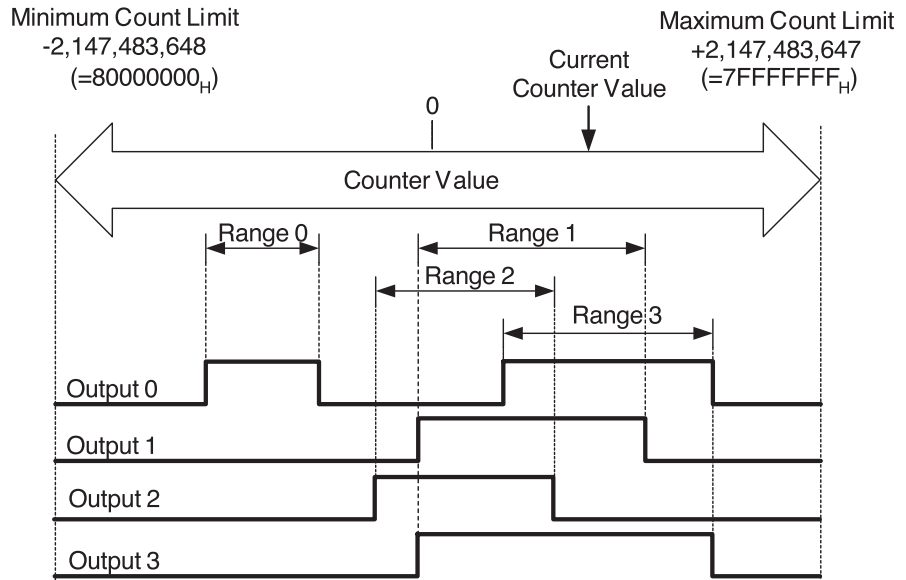 Minimum Count Limit
-2,147,483,648
(=80000000H)
Maximum Count Limit
+2,147,483,647
(=7FFFFFFFH)
Current
Counter Value
0
Counter Value
Range 0
Range 1
Range 2
Range 3
Output 0
Output 1
Output 2
Output 3